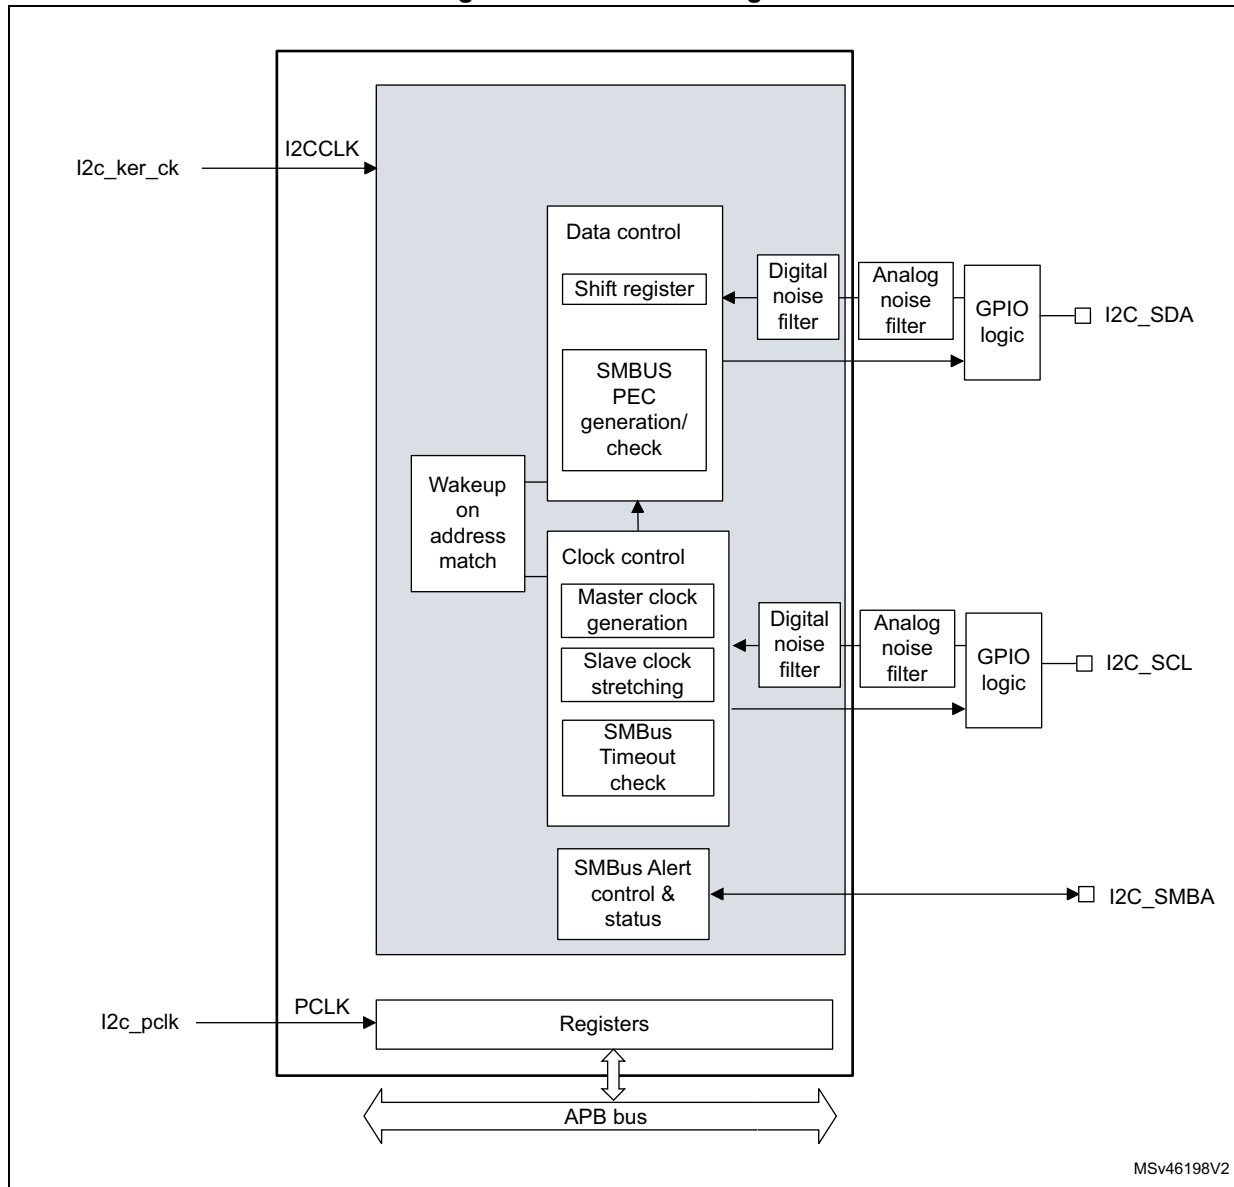 I2CCLK
I2c_ker_ck
Data control
Shift register
SMBUS
PEC
generation/
check
Digital
noise
filter
Analog
noise
filter
GPIO
logic
I2C_SDA
Wakeup
on
address
match
Clock control
Master clock
generation
Slave clock
stretching
SMBus
Timeout
check
Digital
noise
filter
Analog
noise
filter
GPIO
logic
I2C_SCL
SMBus Alert
control &
status
I2C_SMBA
PCLK
I2c_pclk
Registers
APB bus
MSv46198V2